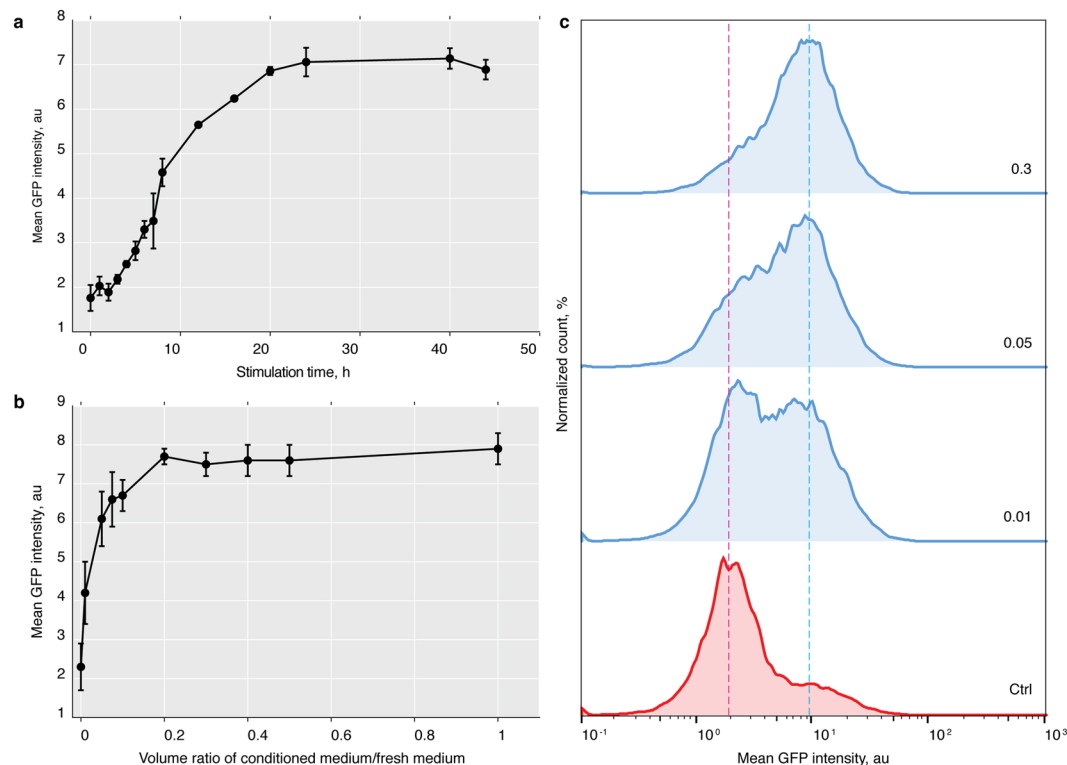 a
8
7
6
5
4
3
2
1
Mean GFP intensity, au
0 10 20 30 40 50
Stimulation time, h
b
9
8
7
6
5
4
3
2
1
Mean GFP intensity, au
0 0.2 0.4 0.6 0.8 1
Volume ratio of conditioned medium/fresh medium
c
Normalized count, %
0.3
0.05
0.01
Ctrl
10⁻¹ 10⁰ 10¹ 10² 10³
Mean GFP intensity, au